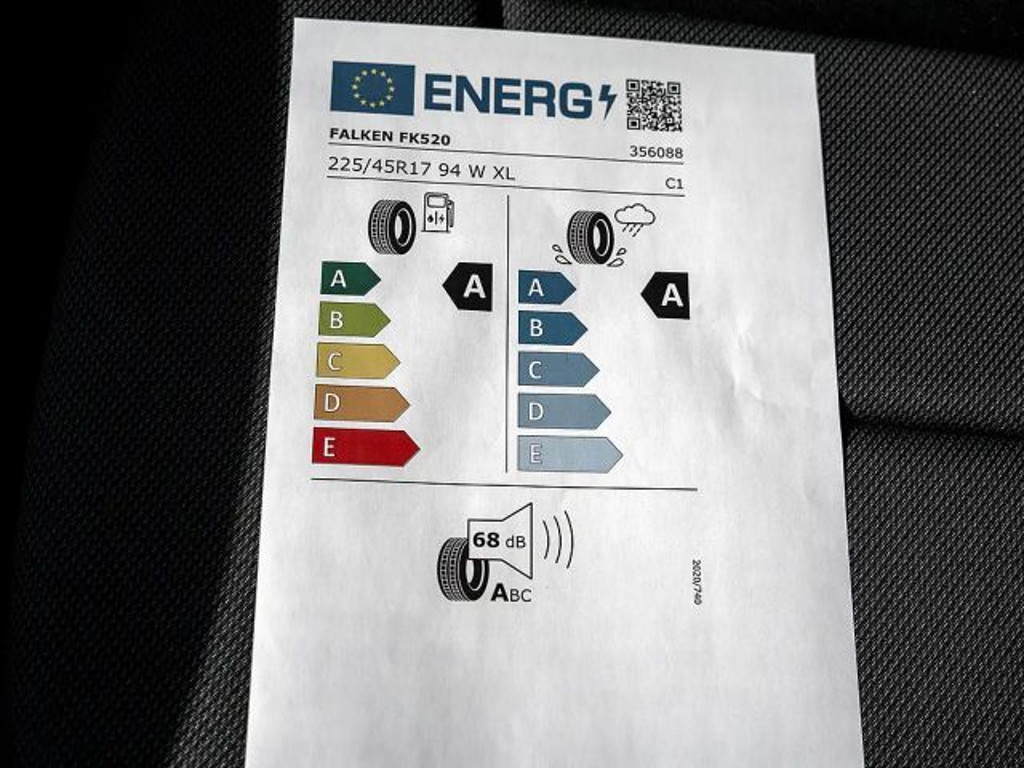 ENERG
FALKEN FK520
356088
225/45R17 94 W XL
C1
A A
B
C
D
E
A A
B
C
D
E
68 dB
ABC
2020/740